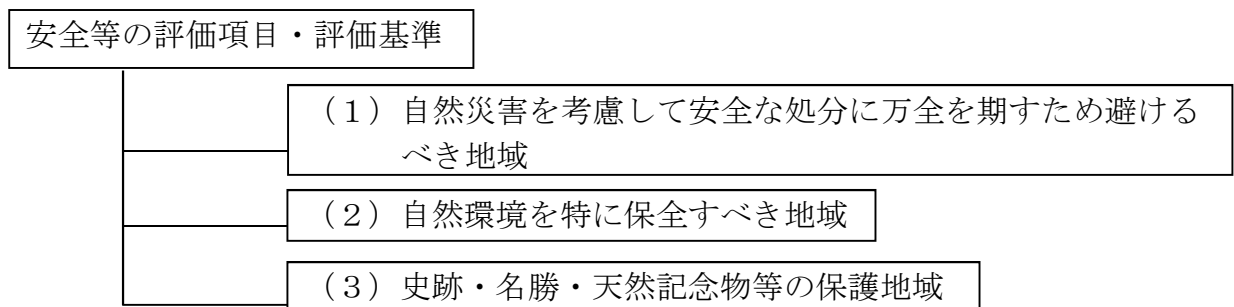 安全等の評価項目・評価基準
（１）自然災害を考慮して安全な処分に万全を期すため避ける
べき地域
（２）自然環境を特に保全すべき地域
（３）史跡・名勝・天然記念物等の保護地域